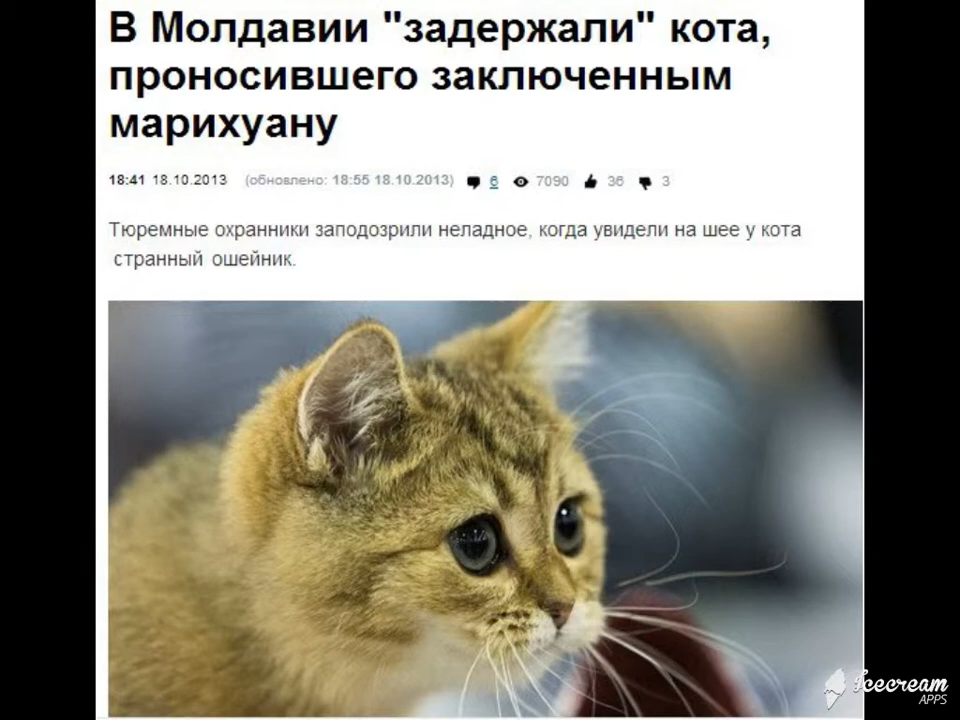 В Молдавии "задержали" кота,
проносившего заключенным
марихуану
18:41 18.10.2013 (обновлено: 18:55 18.10.2013) 6 7090 36 3
Тюремные охранники заподозрили неладное, когда увидели на шее у кота
странный ошейник.
Icecream
APPS